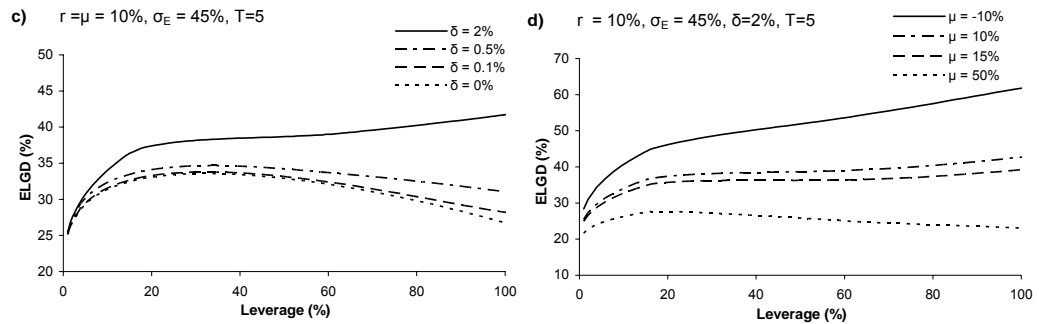 c) r =μ = 10%, σE = 45%, T=5
δ = 2%
δ = 0.5%
δ = 0.1%
δ = 0%
50
45
40
35
30
25
20
ELGD (%)
0 20 40 60 80 100
Leverage (%)
d) r = 10%, σE = 45%, δ=2%, T=5
μ = -10%
μ = 10%
μ = 15%
μ = 50%
70
60
50
40
30
20
10
ELGD (%)
0 20 40 60 80 100
Leverage (%)